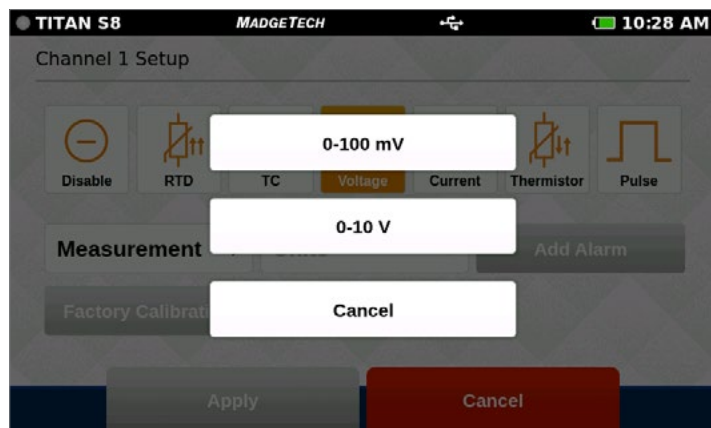 TITAN S8 MADGETECH 10:28 AM
Channel 1 Setup
0-100 mV
Disable RTD TC Voltage Current Thermistor Pulse
0-10 V
Measurement Add Alarm
Factory Calibrati
Cancel
Apply Cancel